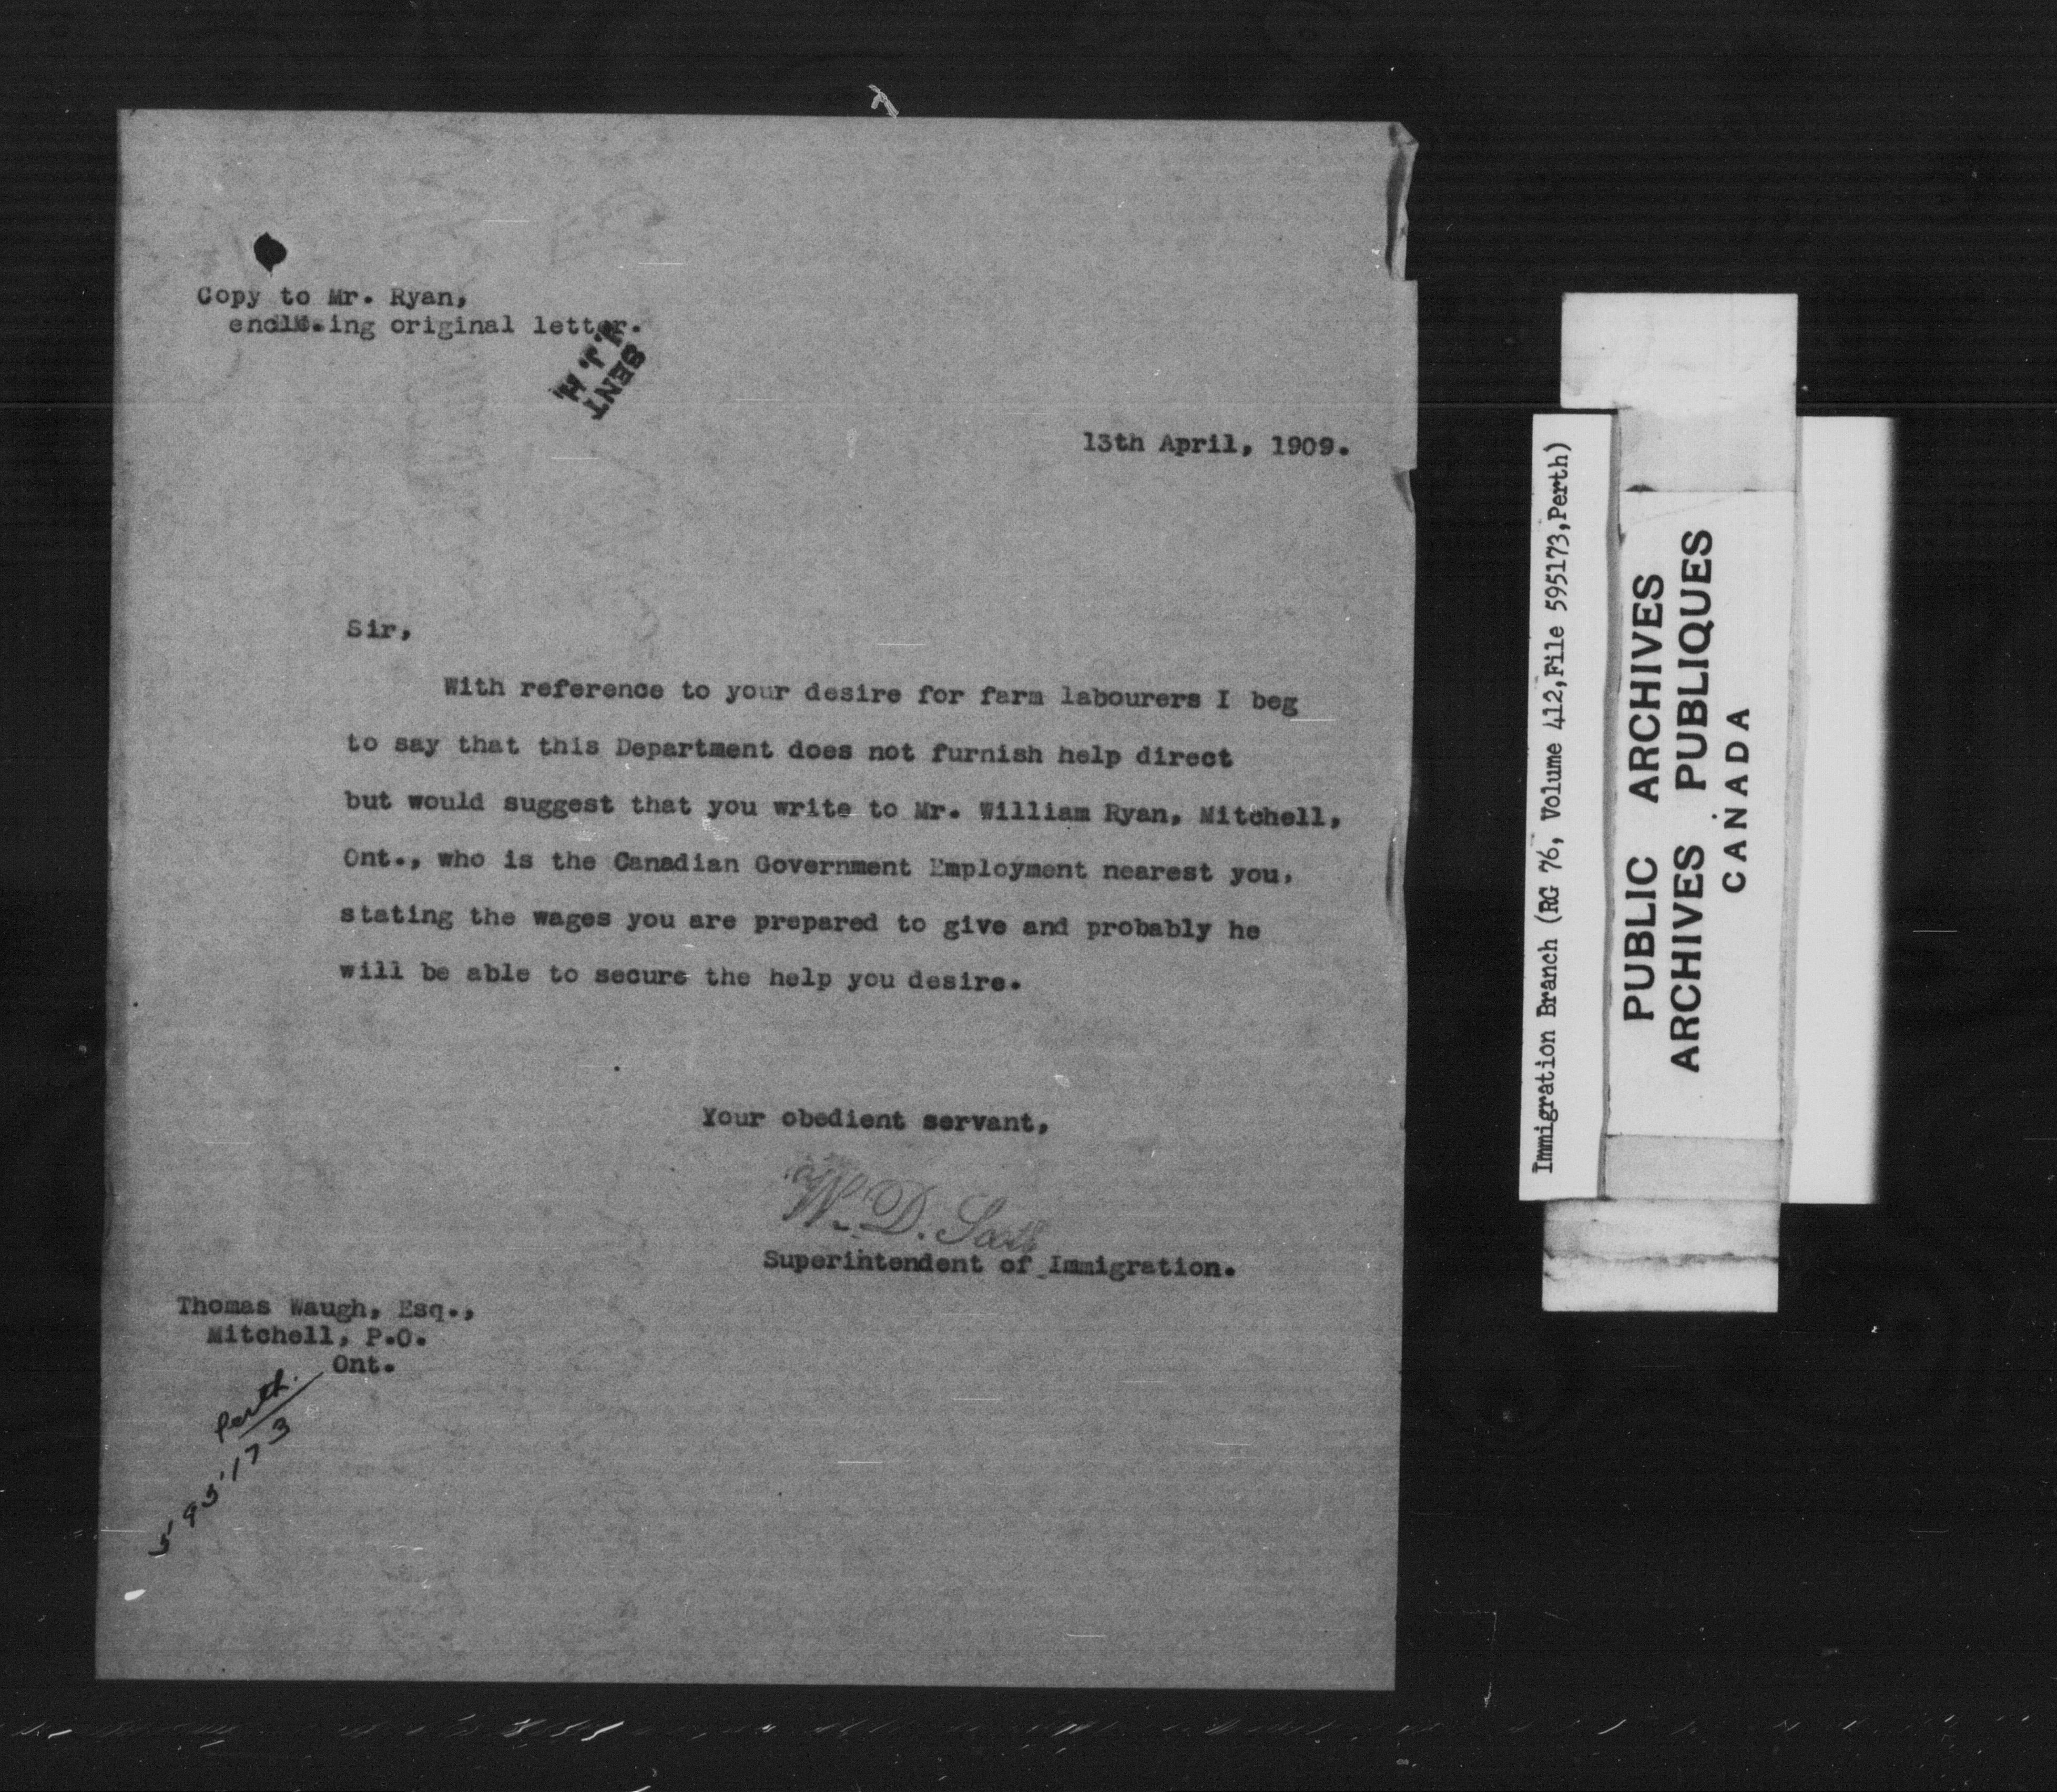 Copy to Mr. Ryan,
ing original letter.
SENT
13th April, 1909.
Sir,
With reference to your desire for farm labourers I beg
to say that this Department does not furnish help direct
but would suggest that you write to Mr. William Ryan, Mitchell,
Ont., who is the Canadian Government Employment nearest you,
stating the wages you are prepared to give and probably he
will be able to secure the help you desire.
Your obedient servant,
W. D. Scott
Superintendent of Immigration.
Thomas Waugh, Esq.,
Mitchell, P.O.
Ont.
Perth.
595173
Immigration Branch (RG 76, Volume 412,File 595173,Perth)
PUBLIC ARCHIVES
ARCHIVES PUBLIQUES
CANADA